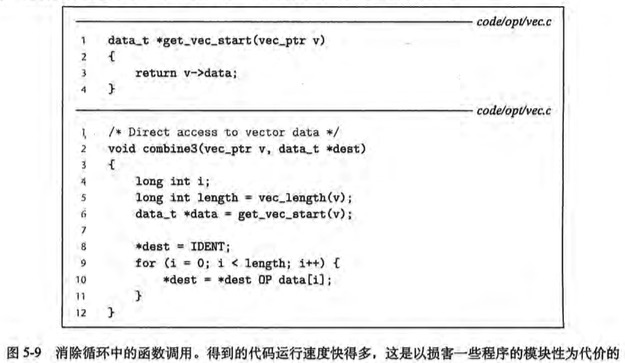 code/opt/vec.c
1 data_t *get_vec_start(vec_ptr v)
2 {
3 return v->data;
4 }
code/opt/vec.c
1 /* Direct access to vector data */
2 void combine3(vec_ptr v, data_t *dest)
3 {
4 long int i;
5 long int length = vec_length(v);
6 data_t *data = get_vec_start(v);
7
8 *dest = IDENT;
9 for (i = 0; i < length; i++) {
10 *dest = *dest OP data[i];
11 }
12 }
图 5-9 消除循环中的函数调用。得到的代码运行速度快得多,这是以损害一些程序的模块性为代价的